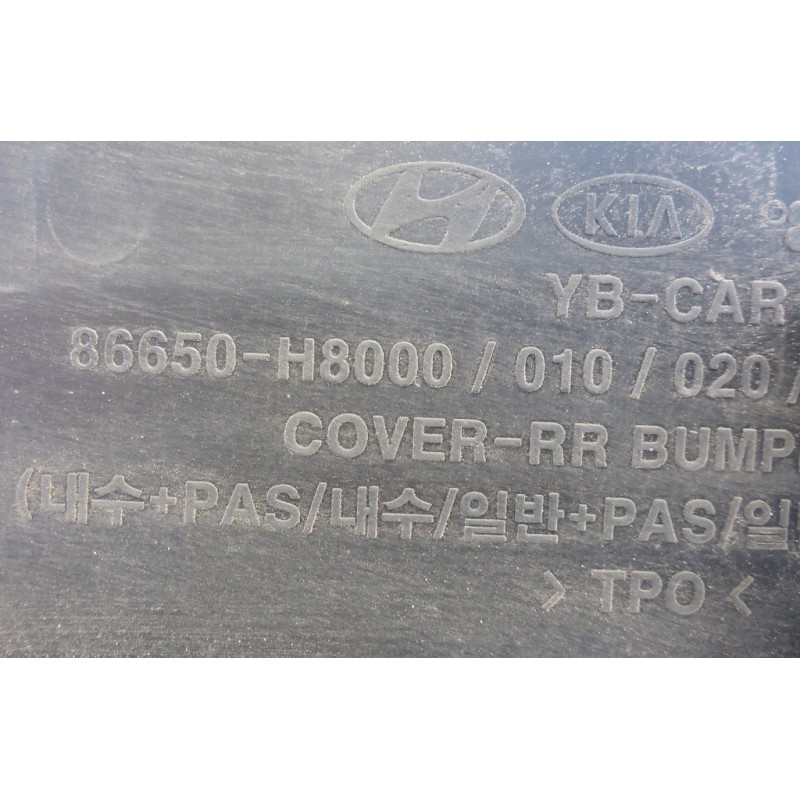 KIA
YB-CAR
86650-H8000 / 010 / 020 /
COVER-RR BUMP
(내수+PAS/내수/일반+PAS/일
> TPO <